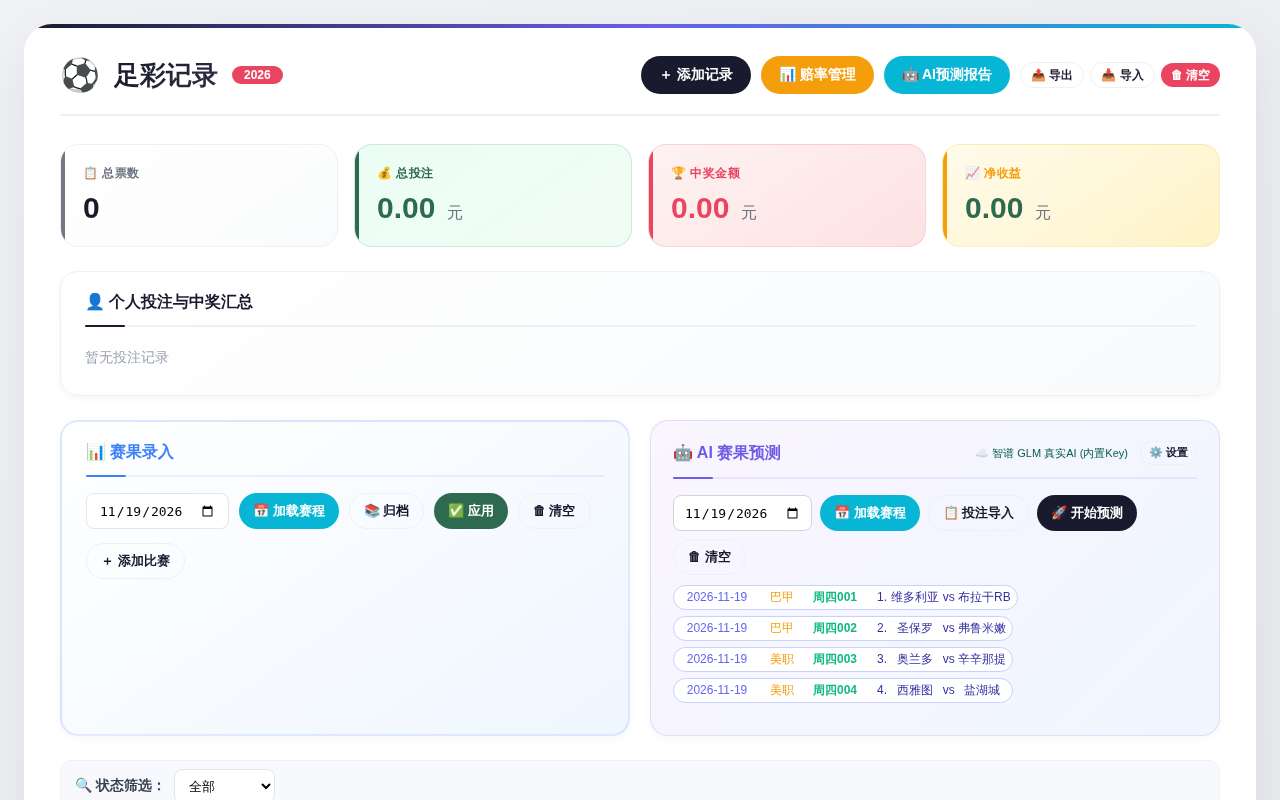 足彩记录 2026 + 添加记录 赔率管理 AI预测报告 导出 导入 清空
总票数 总投注 中奖金额 净收益
0 0.00 元 0.00 元 0.00 元
个人投注与中奖汇总
暂无投注记录
赛果录入
11/19/2026 加载赛程 归档 应用 清空
+ 添加比赛
AI 赛果预测 智谱 GLM 真实AI (内置Key) 设置
11/19/2026 加载赛程 投注导入 开始预测
清空
2026-11-19 巴甲 周四001 1. 维多利亚 vs 布拉干RB
2026-11-19 巴甲 周四002 2. 圣保罗 vs 弗鲁米嫩
2026-11-19 美职 周四003 3. 奥兰多 vs 辛辛那提
2026-11-19 美职 周四004 4. 西雅图 vs 盐湖城
状态筛选： 全部